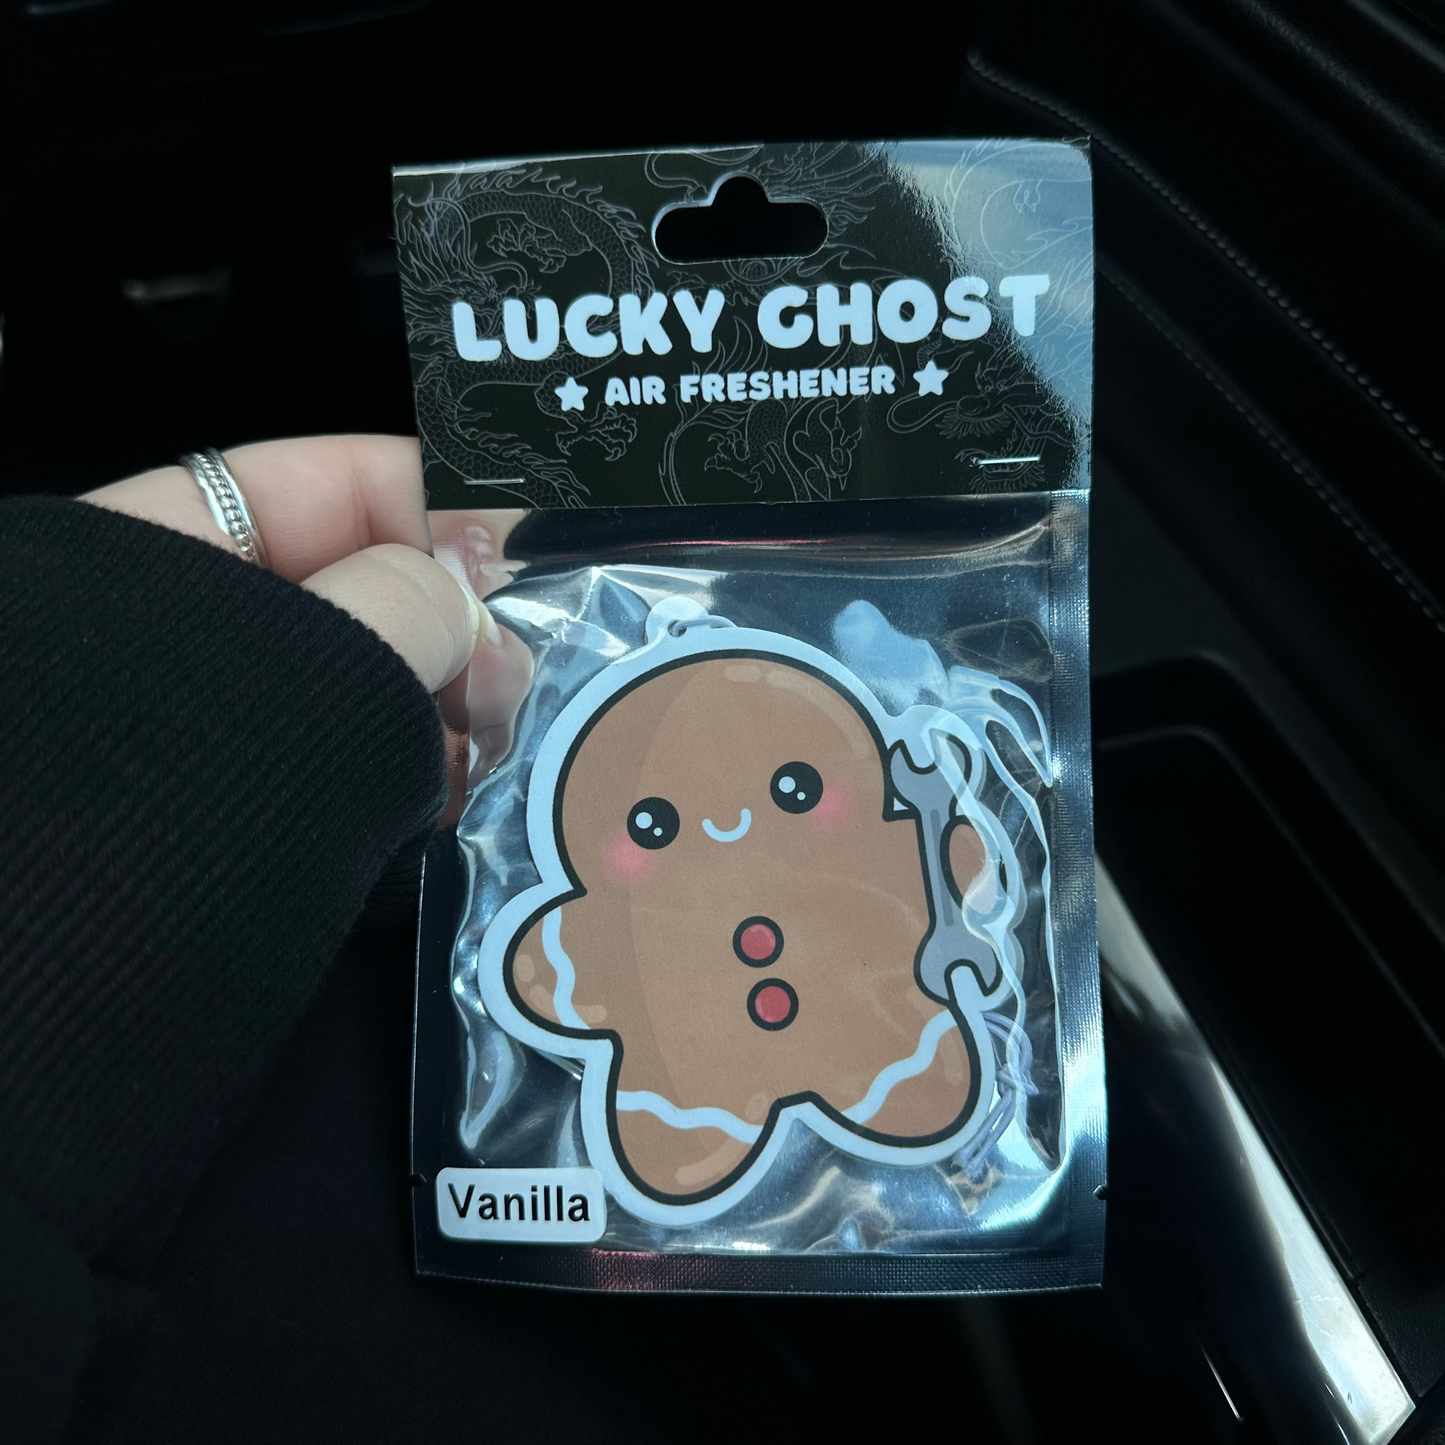 LUCKY GHOST
★ AIR FRESHENER ★
Vanilla